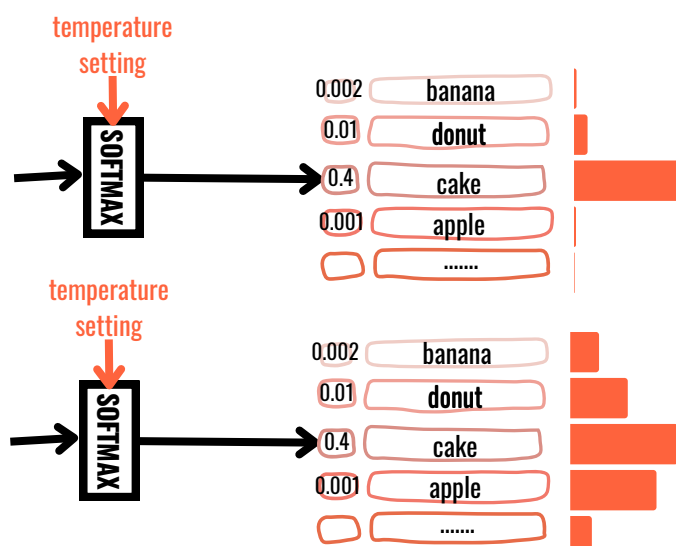 temperature
setting
SOFTMAX
0.002 banana
0.01 donut
0.4 cake
0.001 apple
.......
temperature
setting
SOFTMAX
0.002 banana
0.01 donut
0.4 cake
0.001 apple
.......